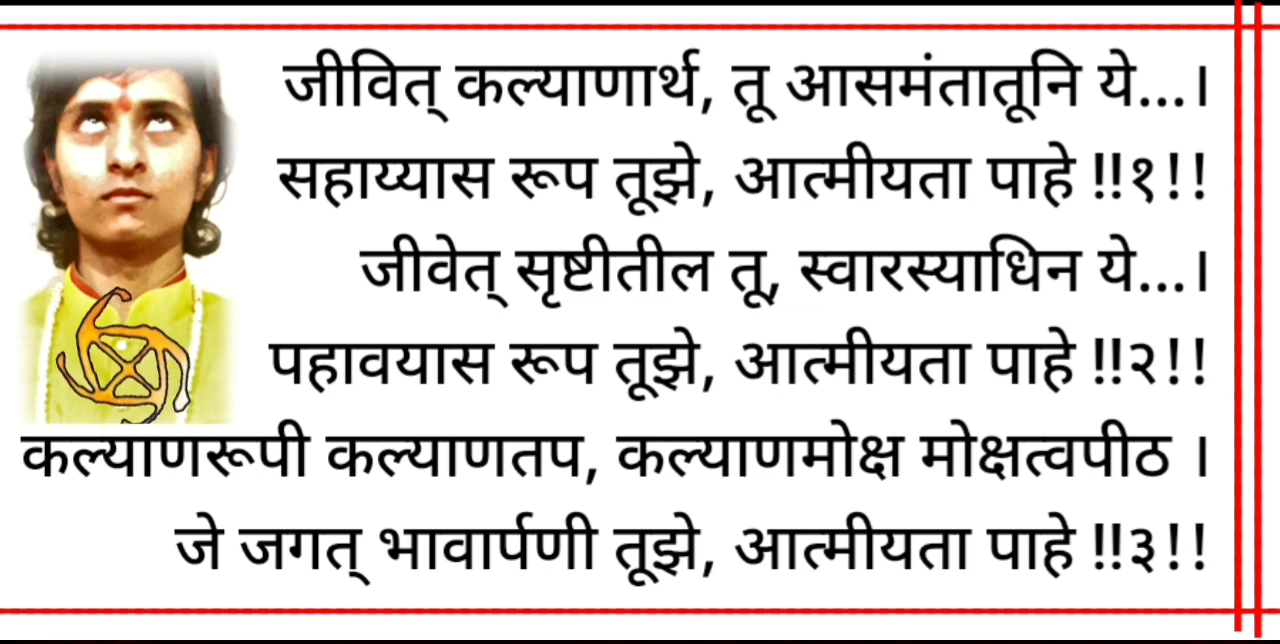 जीवित् कल्याणार्थ, तू आसमंतातूनि ये...।
सहाय्यास रूप तूझे, आत्मीयता पाहे !!१!!
जीवेत् सृष्टीतील तू, स्वारस्याधिन ये...।
पहावयास रूप तूझे, आत्मीयता पाहे !!२!!
कल्याणरूपी कल्याणतप, कल्याणमोक्ष मोक्षत्वपीठ ।
जे जगत् भावार्पणी तूझे, आत्मीयता पाहे !!३!!